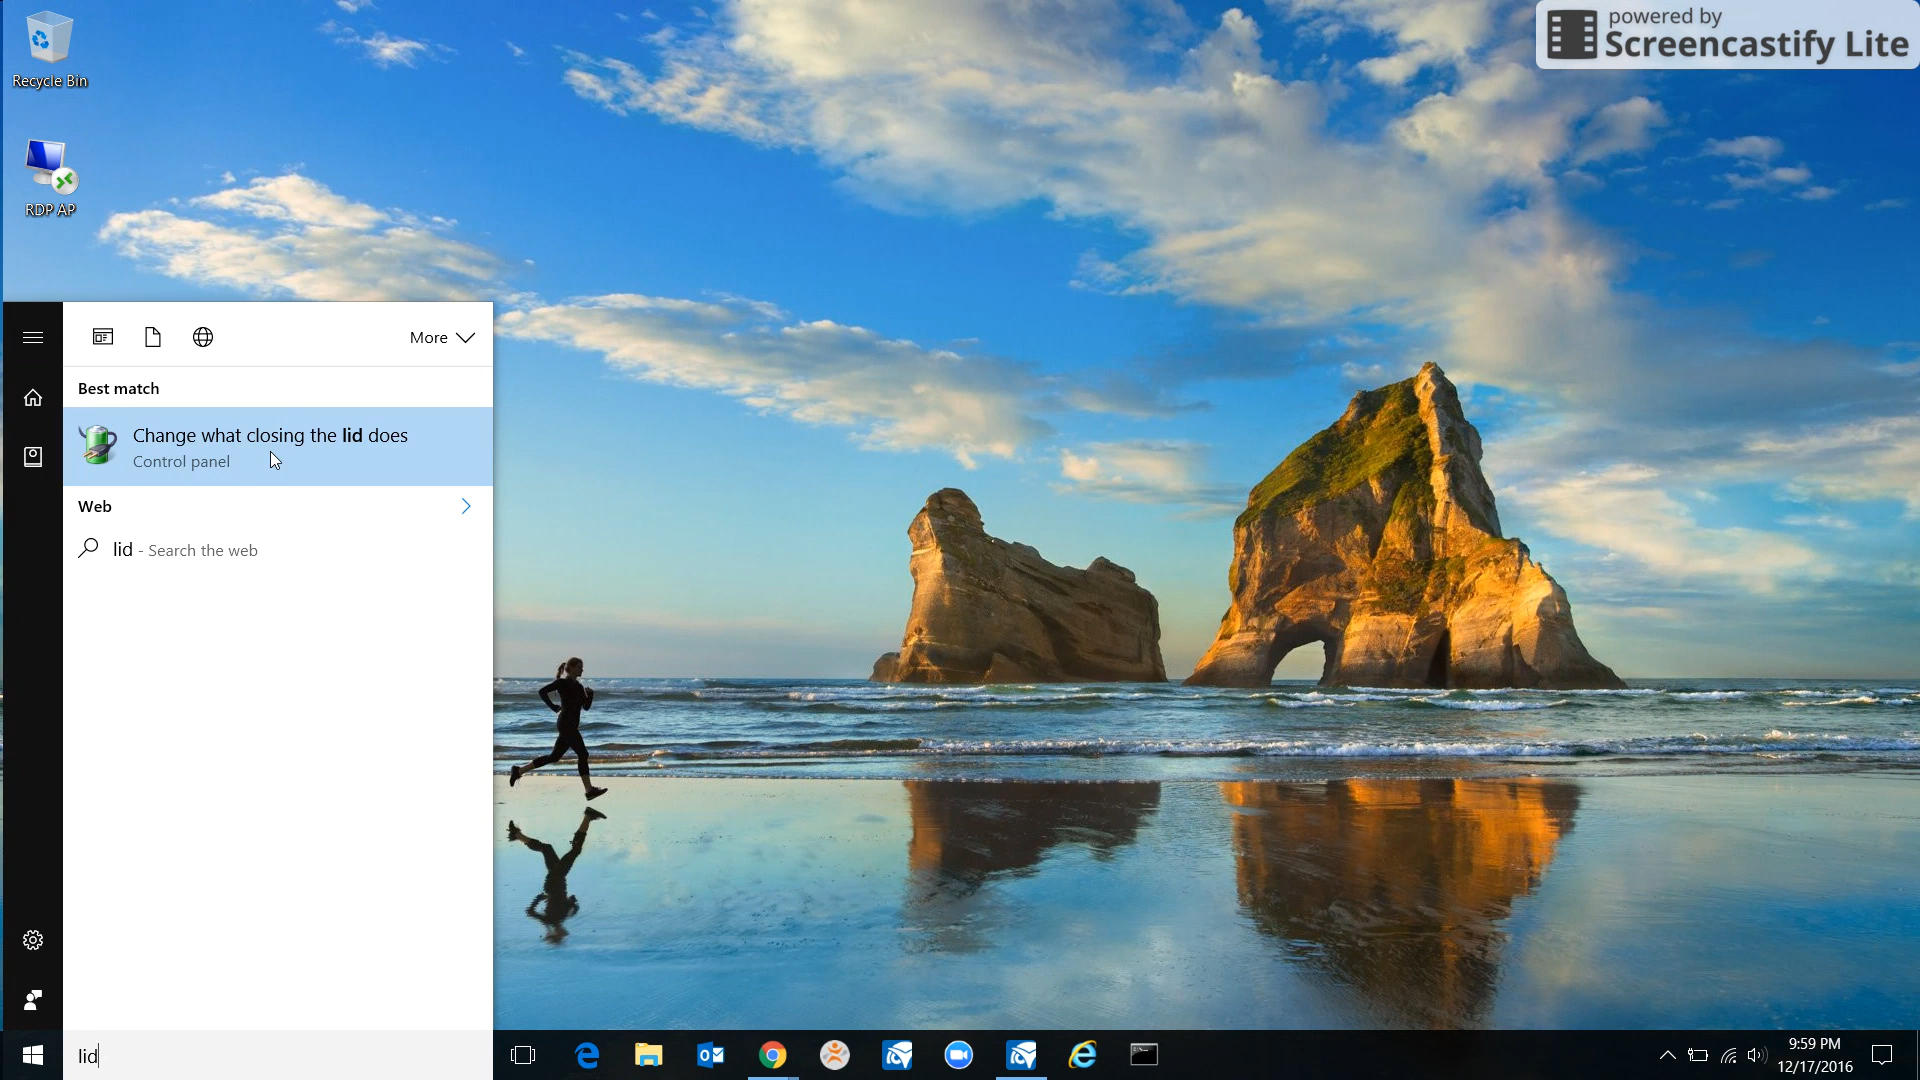 Recycle Bin
RDP AP
powered by
Screencastify Lite
More
Best match
Change what closing the lid does
Control panel
Web
lid - Search the web
lid
9:59 PM
12/17/2016